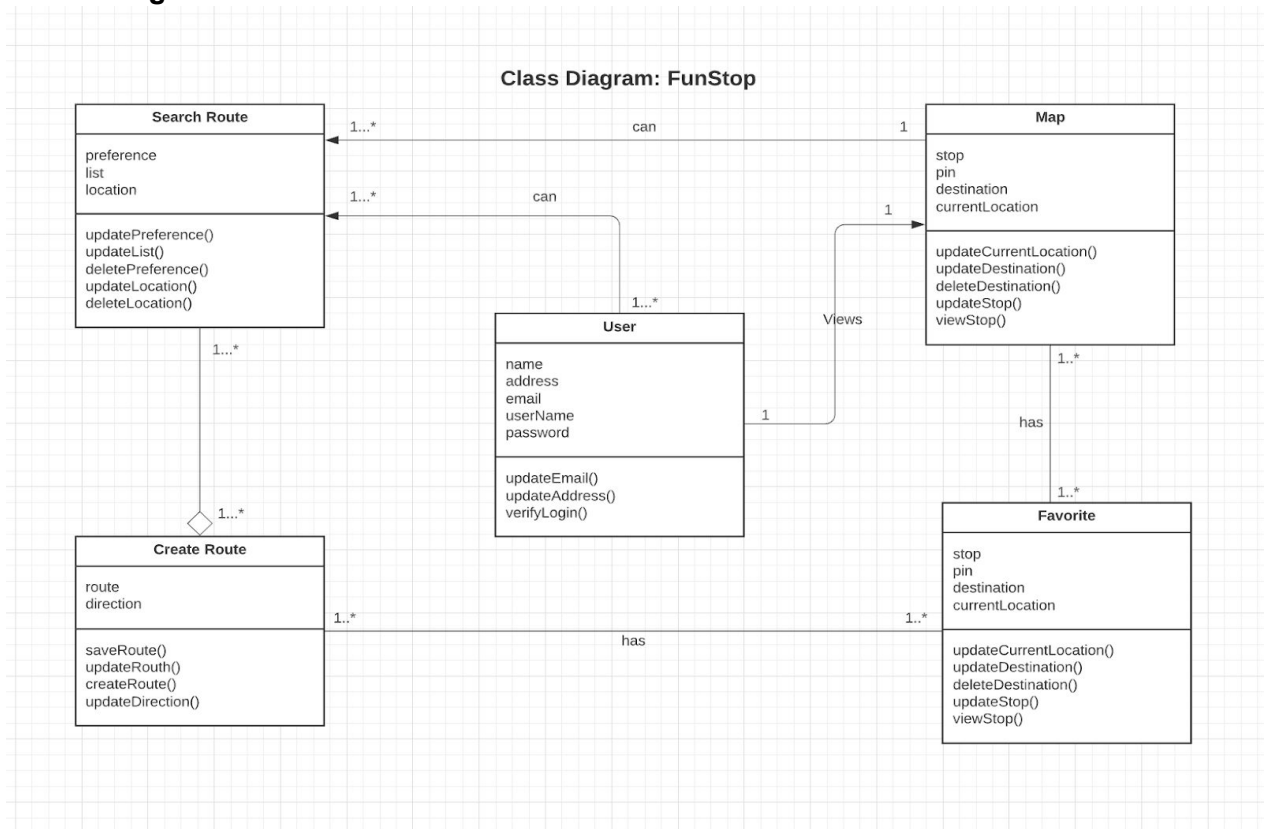 Class Diagram: FunStop
Search Route
preference
list
location
updatePreference()
updateList()
deletePreference()
updateLocation()
deleteLocation()
1...*
can
1
1...*
can
1...*
Map
stop
pin
destination
currentLocation
updateCurrentLocation()
updateDestination()
deleteDestination()
updateStop()
viewStop()
1
Views
1
User
name
address
email
userName
password
updateEmail()
updateAddress()
verifyLogin()
1...*
1...*
1..*
has
1..*
Create Route
route
direction
saveRoute()
updateRouth()
createRoute()
updateDirection()
1..*
has
1..*
Favorite
stop
pin
destination
currentLocation
updateCurrentLocation()
updateDestination()
deleteDestination()
updateStop()
viewStop()